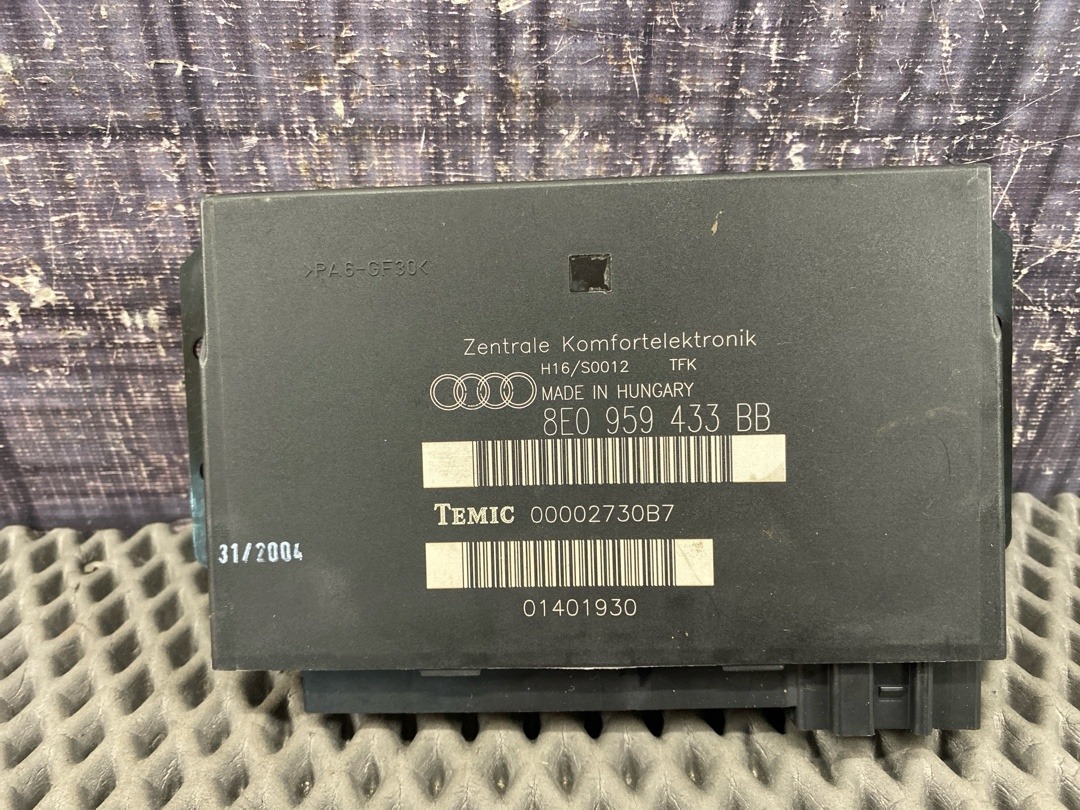 >PA6-GF30<
Zentrale Komfortelektronik
H16/S0012 TFK
MADE IN HUNGARY
8E0 959 433 BB
TEMIC 00002730B7
31/2004
01401930